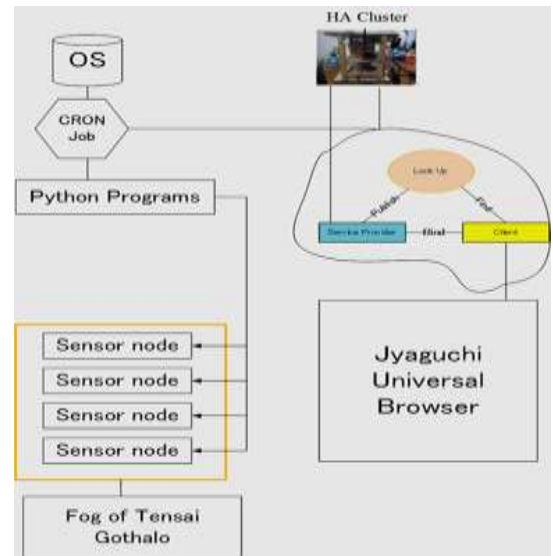 HA Cluster
OS
CRON
Job
Python Programs
Look Up
Publish
Find
Service Provider
Bind
Client
Sensor node
Sensor node
Sensor node
Sensor node
Jyaguchi
Universal
Browser
Fog of Tensai
Gothalo